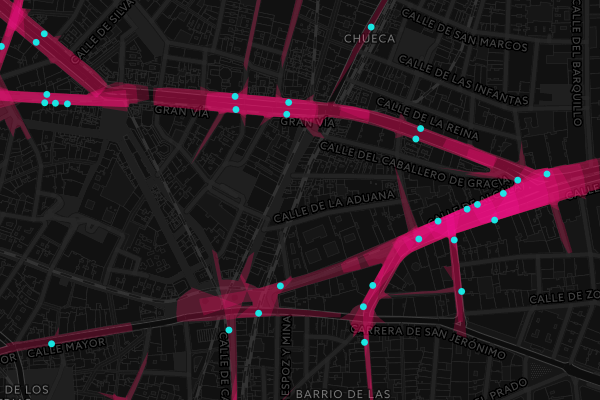 CALLE DE SILVA
CHUECA
CALLE DE SAN MARCOS
CALLE DEL BARQUILLO
CALLE DE LAS INFANTAS
GRAN VÍA
GRAN VÍA
CALLE DE LA REINA
CALLE DEL CABALLERO DE GRACIA
CALLE DE LA ADUANA
CALLE
CALLE DE ZO
CALLE MAYOR
CARRERA DE SAN JERÓNIMO
CALLE DE C
ESPOZ Y MINA
DE LOS
BARRIO DE LAS
EL PRADO